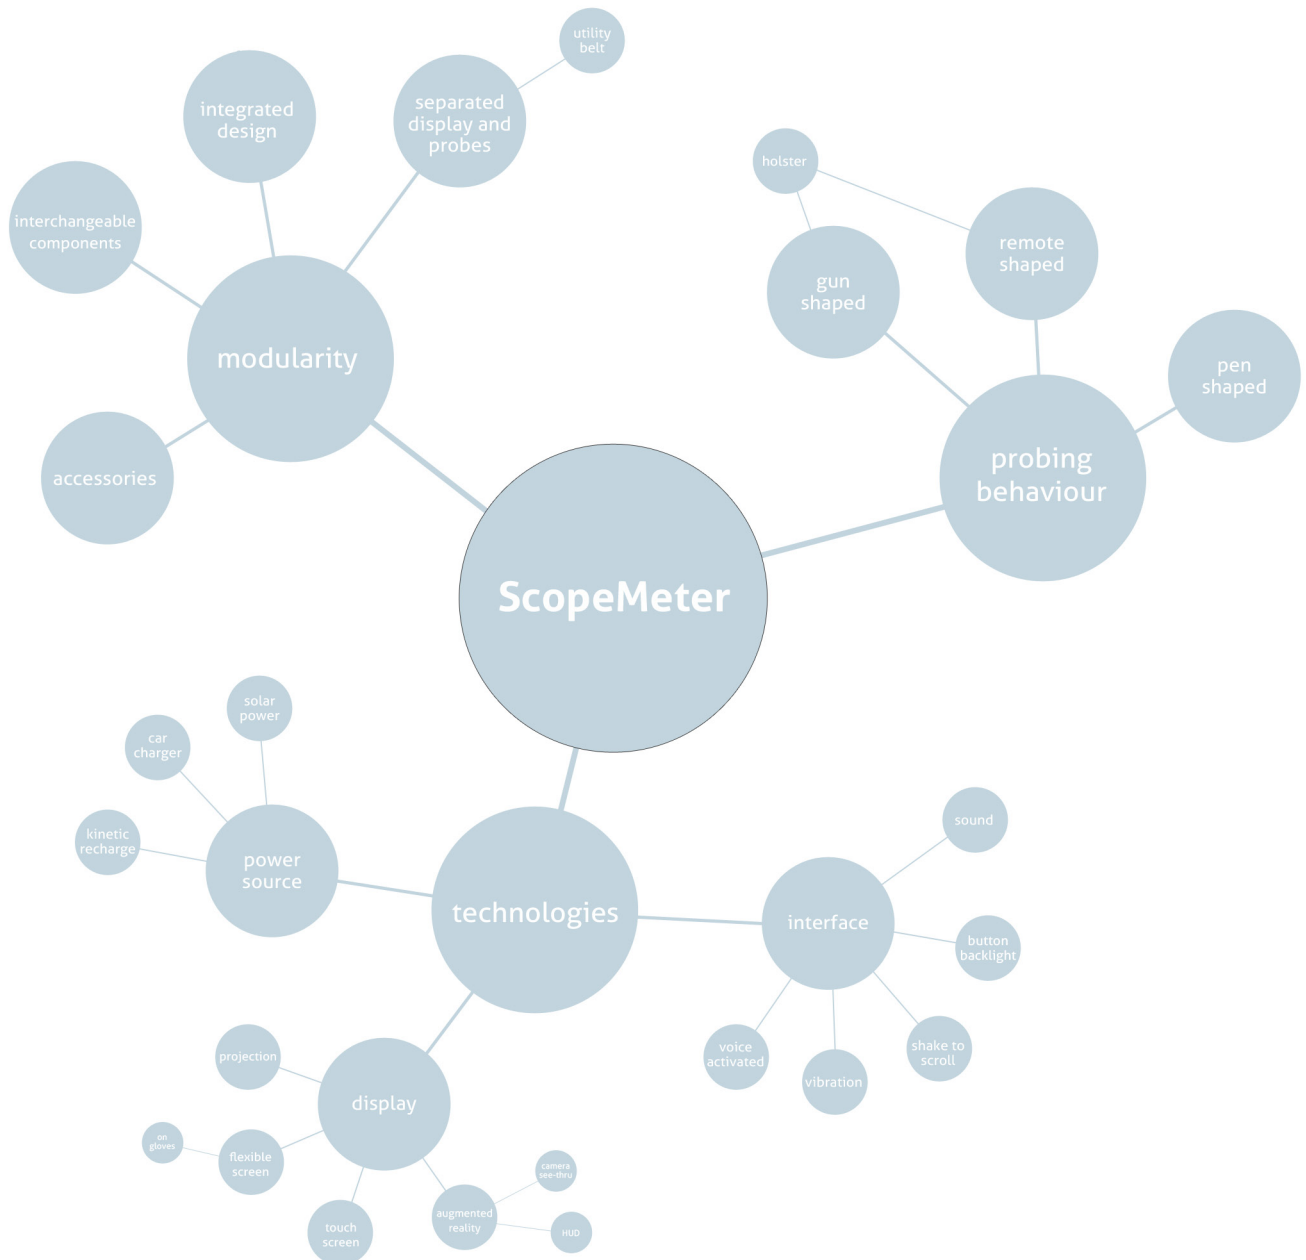 utility
belt
separated
display and
probes
integrated
design
interchangeable
components
modularity
accessories
holster
remote
shaped
gun
shaped
pen
shaped
probing
behaviour
ScopeMeter
solar
power
car
charger
kinetic
recharge
power
source
technologies
interface
sound
button
backlight
shake to
scroll
vibration
voice
activated
display
projection
on
gloves
flexible
screen
touch
screen
augmented
reality
camera
see-thru
HUD